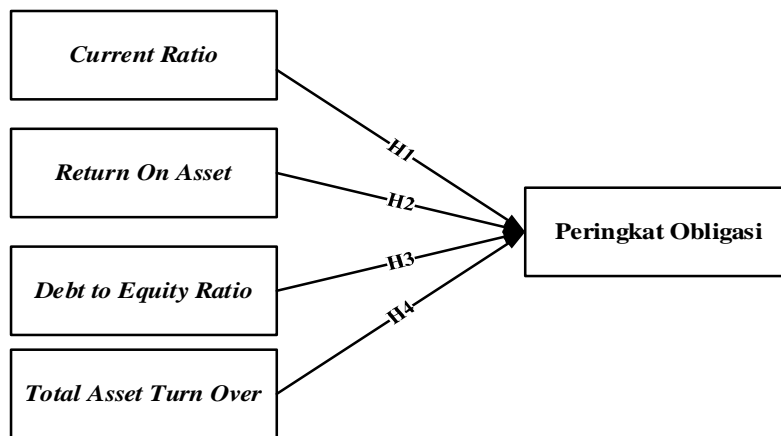 Current Ratio
H1
Return On Asset
H2
Peringkat Obligasi
H3
Debt to Equity Ratio
H4
Total Asset Turn Over